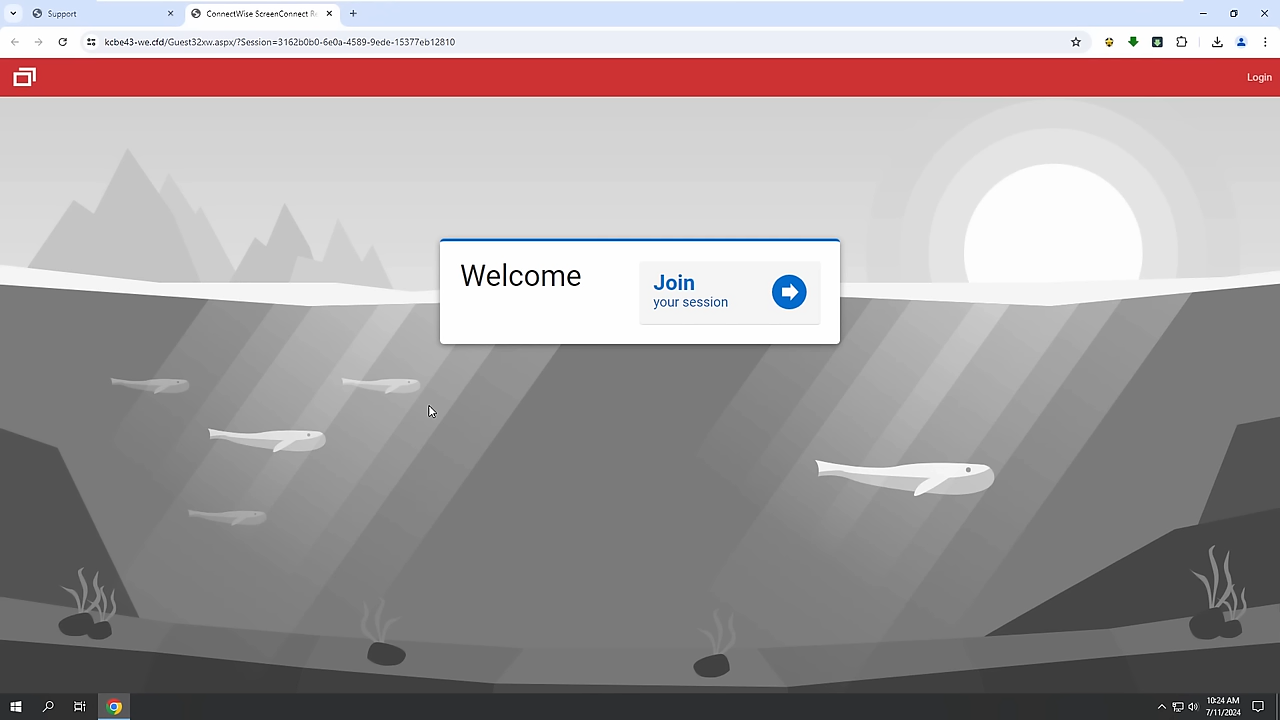 Support
ConnectWise ScreenConnect Re
kcbe43-we.cfd/Guest32xw.aspx/?Session=3162b0b0-6e0a-4589-9ede-15377eb12810
Login
Welcome
Join
your session
10:24 AM
7/11/2024